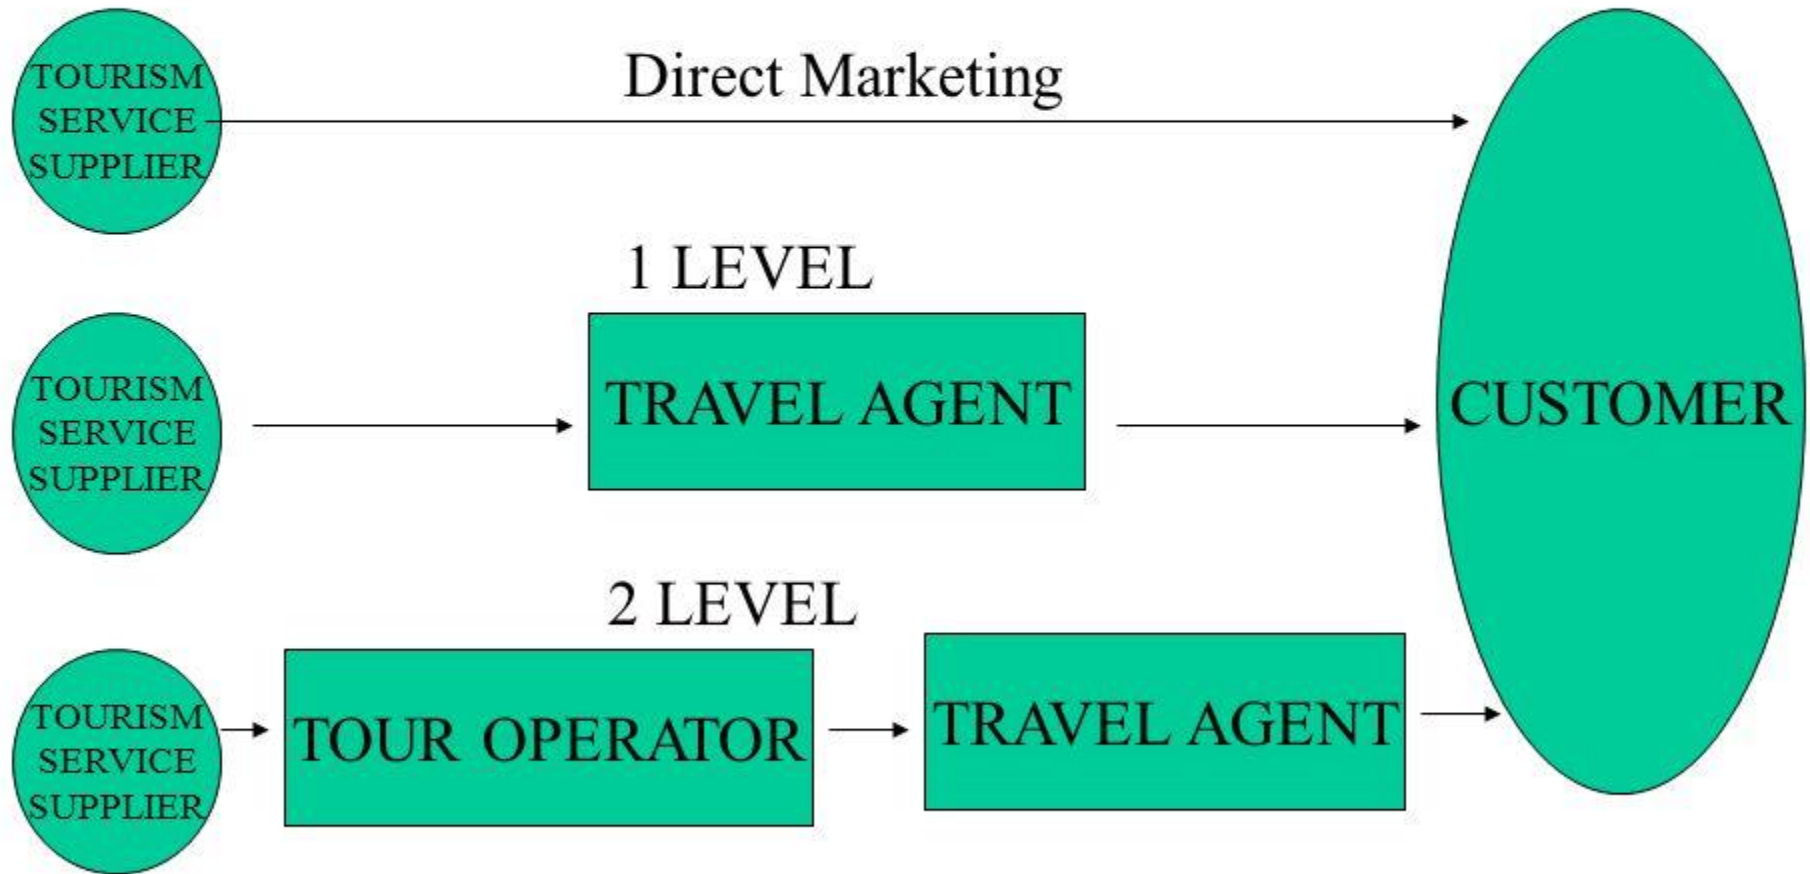 TOURISM
SERVICE
SUPPLIER
Direct Marketing
1 LEVEL
TOURISM
SERVICE
SUPPLIER
TRAVEL AGENT
CUSTOMER
2 LEVEL
TOURISM
SERVICE
SUPPLIER
TOUR OPERATOR
TRAVEL AGENT